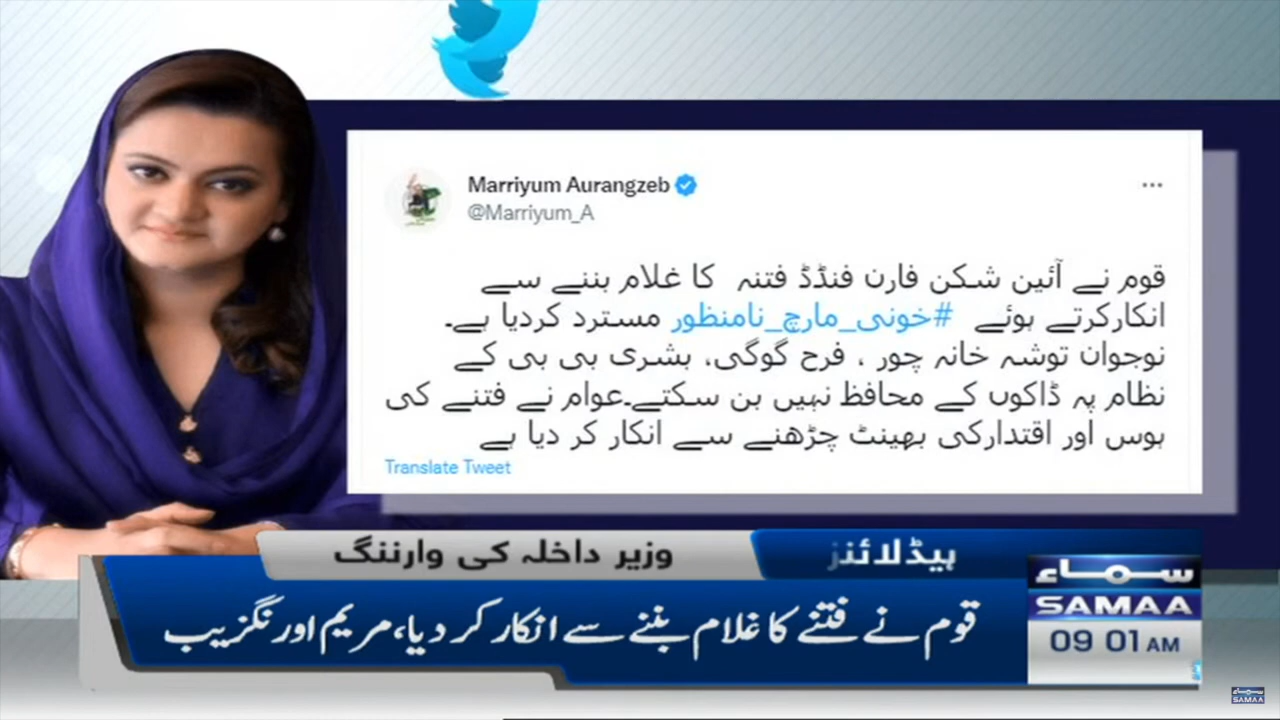 Marriyum Aurangzeb
@Marriyum_A
قوم نے آئین شکن فارن فنڈڈ فتنہ کا غلام بننے سے
انکارکرتے ہوئے #خونی_مارچ_نامنظور مسترد کردیا ہے۔
نوجوان توشہ خانہ چور ، فرح گوگی، بشری بی بی کے
نظام پہ ڈاکوں کے محافظ نہیں بن سکتے۔عوام نے فتنے کی
ہوس اور اقتدارکی بھینٹ چڑھنے سے انکار کر دیا ہے
Translate Tweet
ہیڈلائنز
وزیر داخلہ کی وارننگ
قوم نے فتنے کا غلام بننے سے انکار کر دیا، مریم اورنگزیب
سماء
SAMAA
09 01 AM
سماء
SAMAA